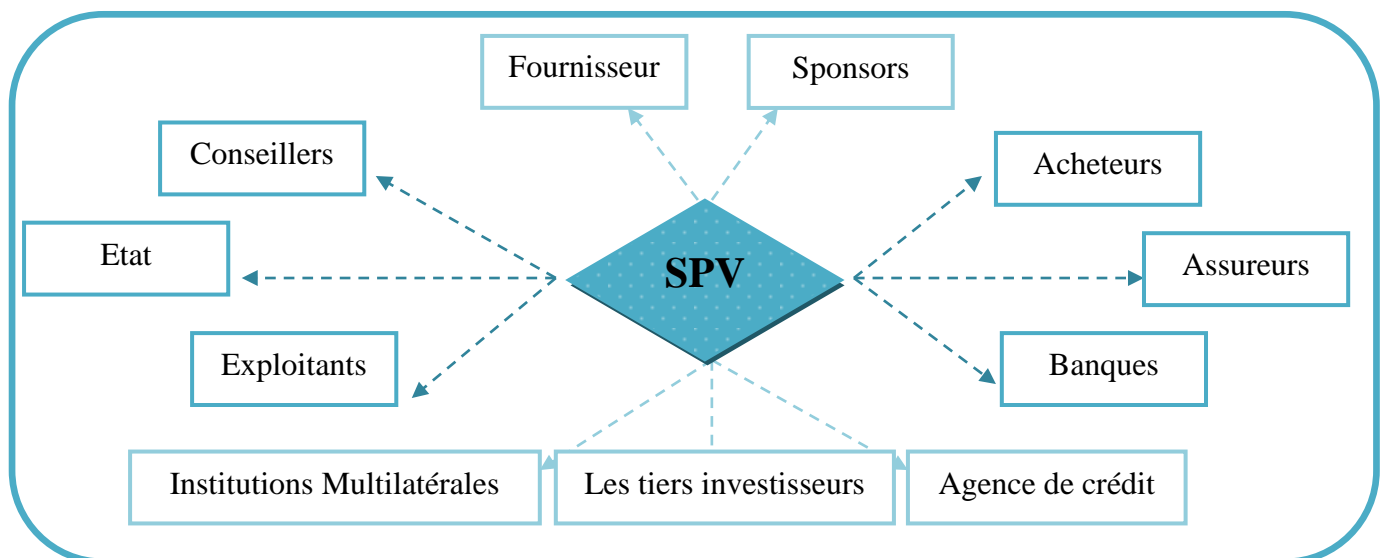 Fournisseur
Sponsors
Conseillers
Acheteurs
Etat
SPV
Assureurs
Exploitants
Banques
Institutions Multilatérales
Les tiers investisseurs
Agence de crédit